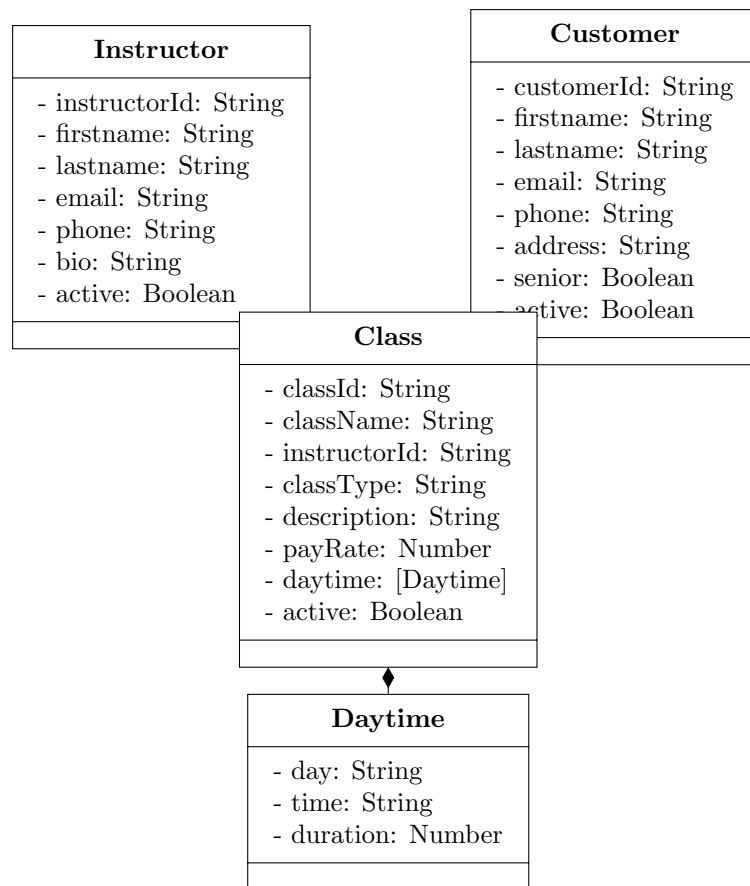 Instructor
- instructorId: String
- firstname: String
- lastname: String
- email: String
- phone: String
- bio: String
- active: Boolean
Customer
- customerId: String
- firstname: String
- lastname: String
- email: String
- phone: String
- address: String
- senior: Boolean
- active: Boolean
Class
- classId: String
- className: String
- instructorId: String
- classType: String
- description: String
- payRate: Number
- daytime: [Daytime]
- active: Boolean
Daytime
- day: String
- time: String
- duration: Number